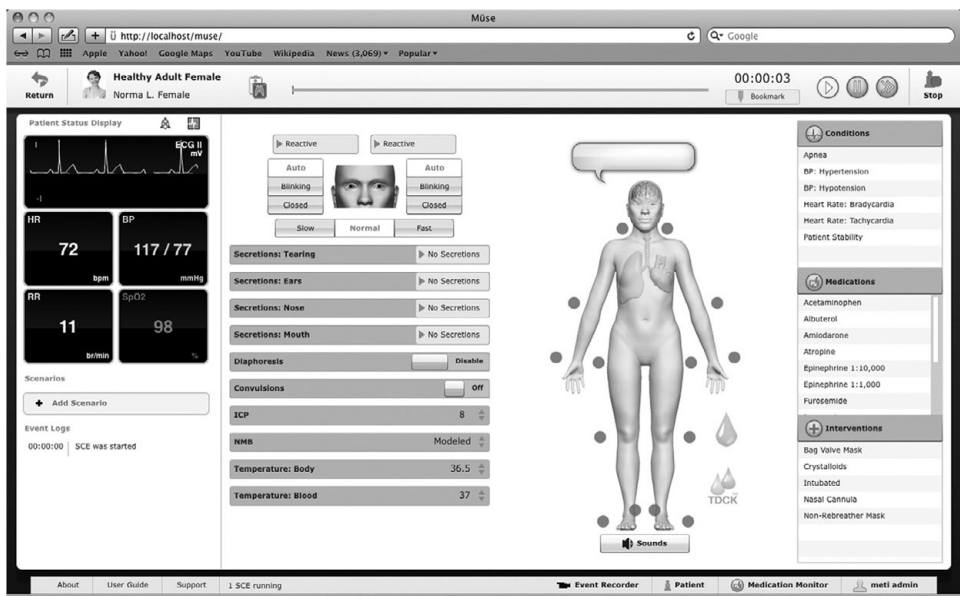 Müse
http://localhost/muse/
Google
Apple Yahoo! Google Maps YouTube Wikipedia News (3,069) Popular
Return
Healthy Adult Female
Norma L. Female
00:00:03
Bookmark
Stop
Patient Status Display
I
ECG II
mV
-I
HR
72
bpm
BP
117 / 77
mmHg
RR
11
br/min
SpO2
98
%
Scenarios
Add Scenario
Event Logs
00:00:00 SCE was started
Reactive Reactive
Auto Auto
Blinking Blinking
Closed Closed
Slow Normal Fast
Secretions: Tearing No Secretions
Secretions: Ears No Secretions
Secretions: Nose No Secretions
Secretions: Mouth No Secretions
Diaphoresis Disable
Convulsions Off
ICP 8
NMB Modeled
Temperature: Body 36.5
Temperature: Blood 37
TDCK
Sounds
Conditions
Apnea
BP: Hypertension
BP: Hypotension
Heart Rate: Bradycardia
Heart Rate: Tachycardia
Patient Stability
Medications
Acetaminophen
Albuterol
Amiodarone
Atropine
Epinephrine 1:10,000
Epinephrine 1:1,000
Furosemide
Interventions
Bag Valve Mask
Crystalloids
Intubated
Nasal Cannula
Non-Rebreather Mask
About User Guide Support 1 SCE running Event Recorder Patient Medication Monitor meti admin